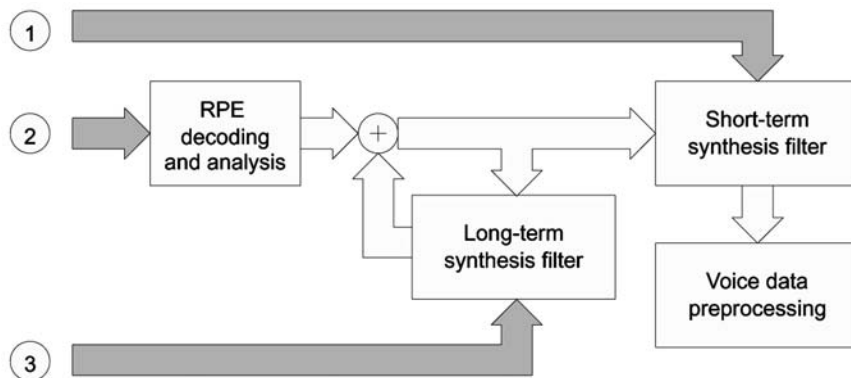 1
2
RPE
decoding
and analysis
+
Short-term
synthesis filter
Long-term
synthesis filter
Voice data
preprocessing
3